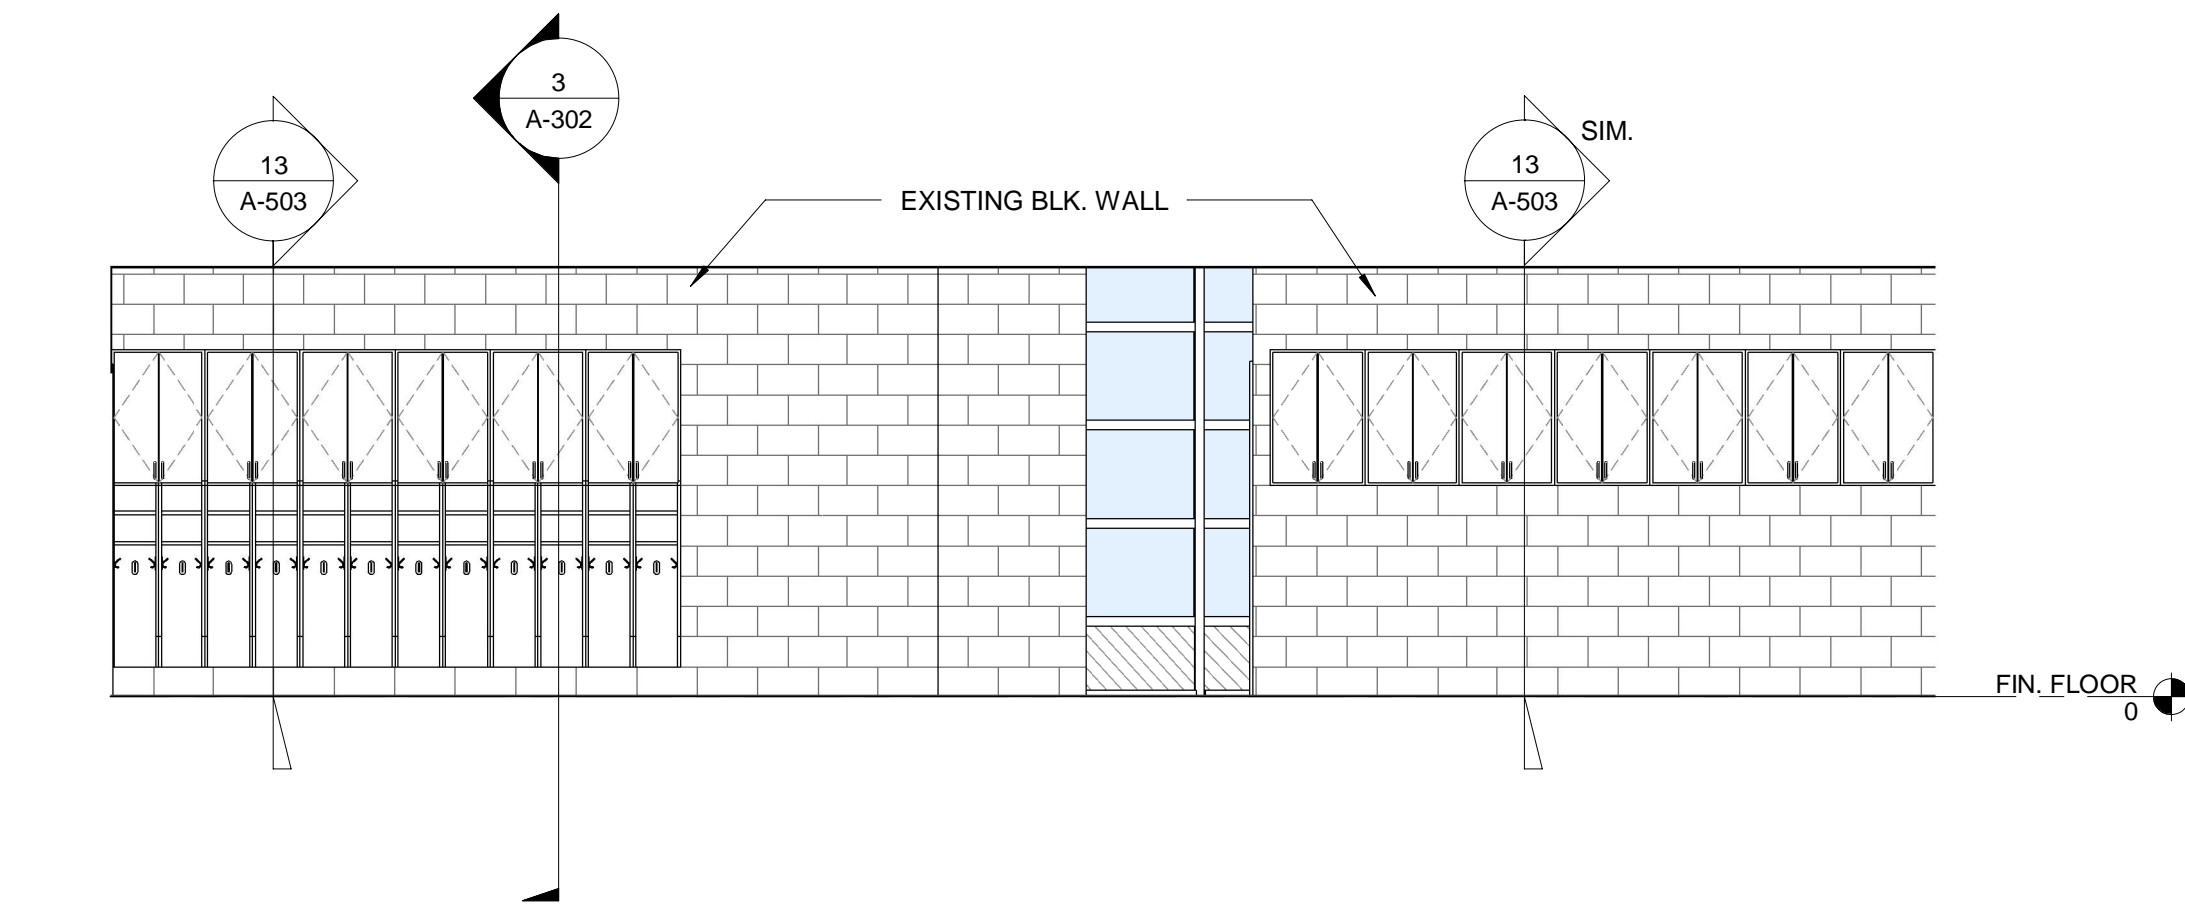 3
A-302
13
A-503
SIM.
13
A-503
EXISTING BLK. WALL
FIN. FLOOR
0